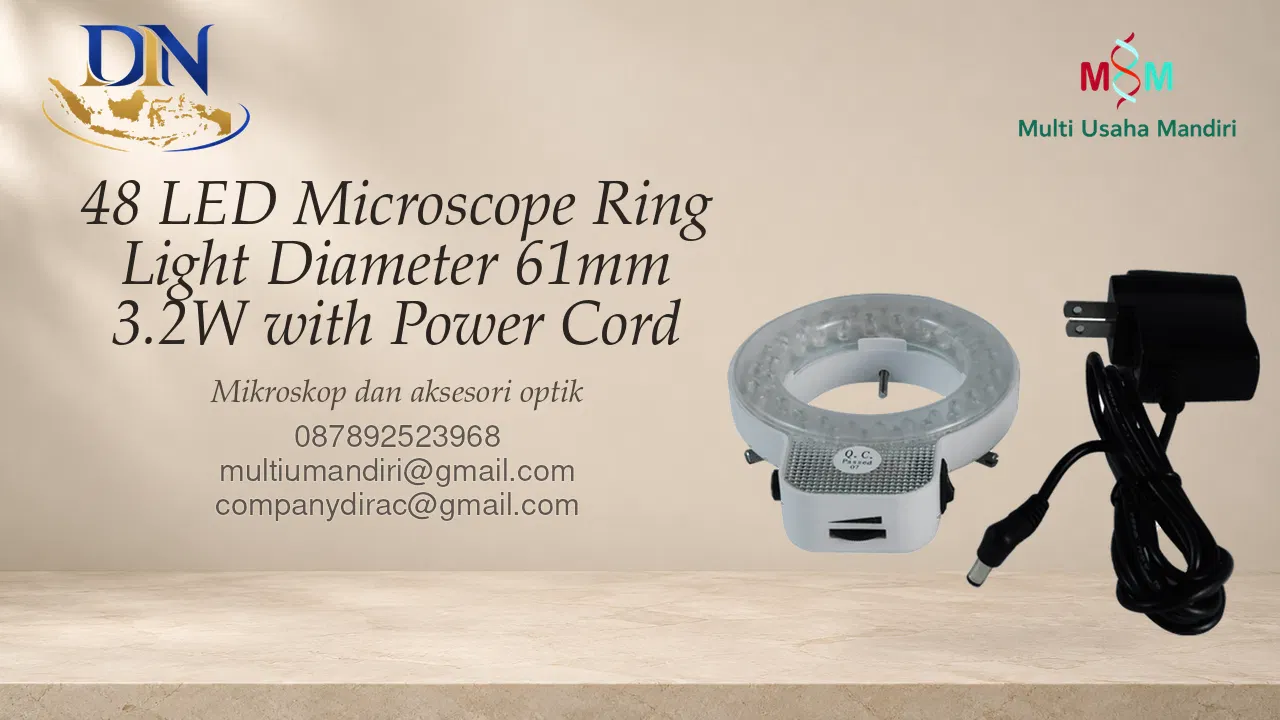 DN
M M
Multi Usaha Mandiri
48 LED Microscope Ring
Light Diameter 61mm
3.2W with Power Cord
Mikroskop dan aksesori optik
087892523968
multiumandiri@gmail.com
companydirac@gmail.com
Q.C.
Passed
07